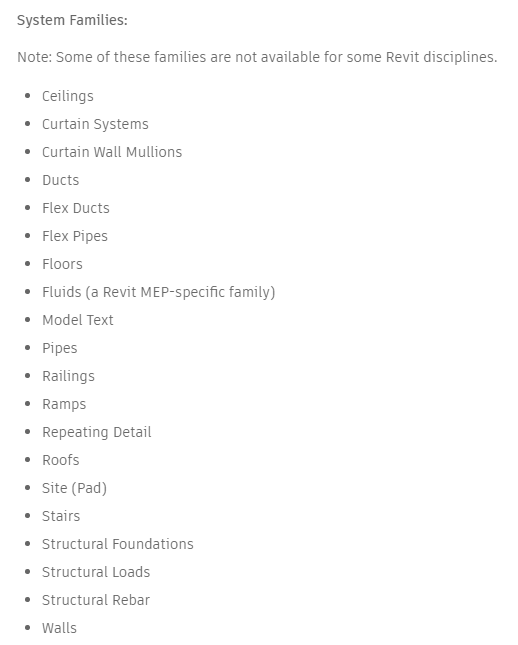 System Families:
Note: Some of these families are not available for some Revit disciplines.
• Ceilings
• Curtain Systems
• Curtain Wall Mullions
• Ducts
• Flex Ducts
• Flex Pipes
• Floors
• Fluids (a Revit MEP-specific family)
• Model Text
• Pipes
• Railings
• Ramps
• Repeating Detail
• Roofs
• Site (Pad)
• Stairs
• Structural Foundations
• Structural Loads
• Structural Rebar
• Walls